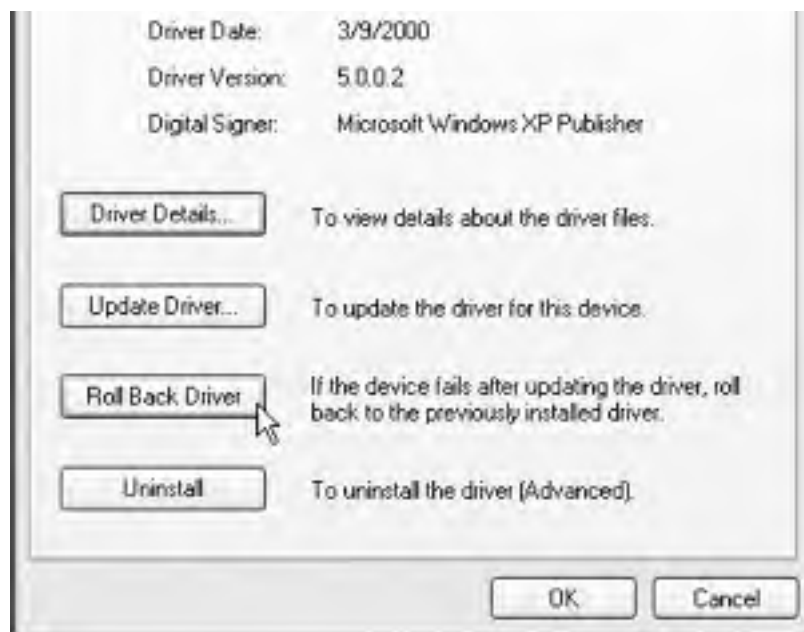 Driver Date: 3/9/2000
Driver Version: 5.0.0.2
Digital Signer: Microsoft Windows XP Publisher
Driver Details... To view details about the driver files.
Update Driver... To update the driver for this device.
Roll Back Driver If the device fails after updating the driver, roll
back to the previously installed driver.
Uninstall To uninstall the driver (Advanced).
OK Cancel